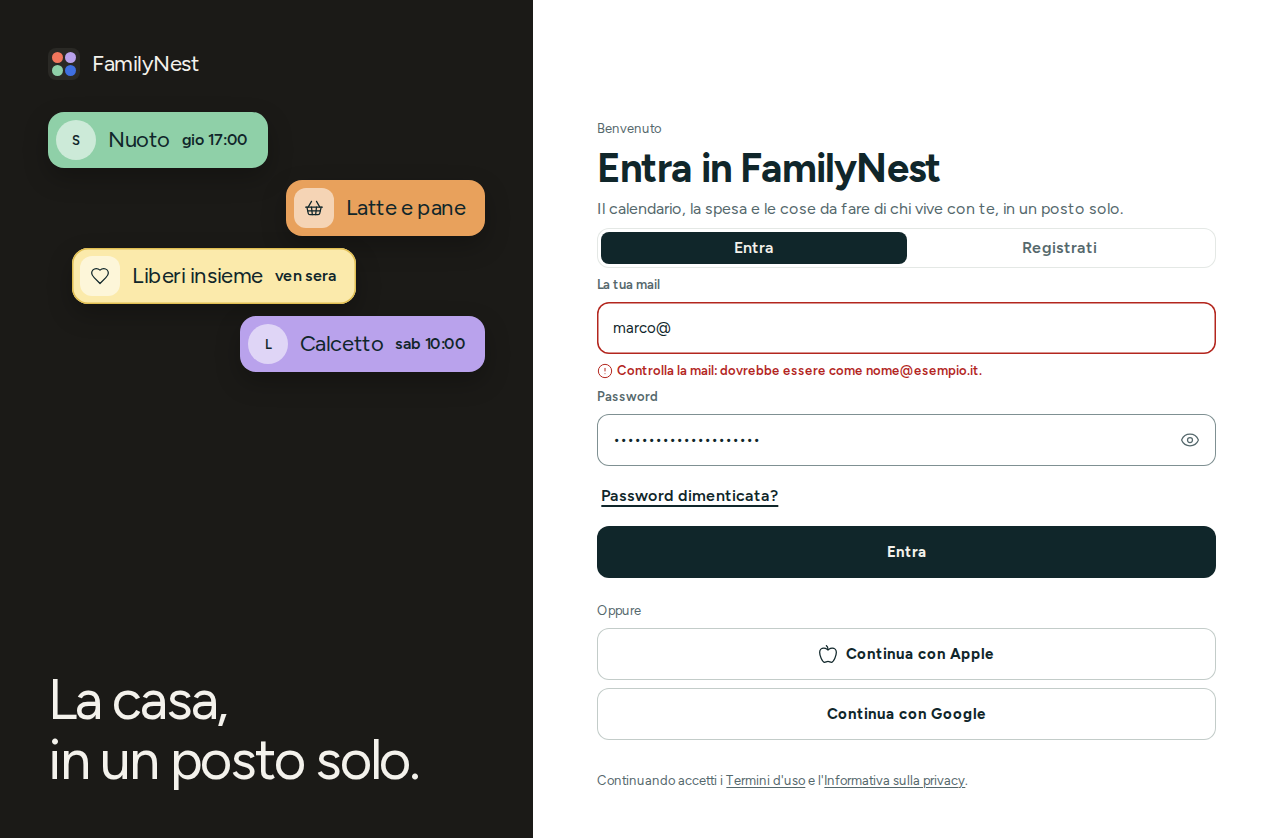 FamilyNest
S Nuoto gio 17:00
Latte e pane
Liberi insieme ven sera
L Calcetto sab 10:00
La casa,
in un posto solo.
Benvenuto
Entra in FamilyNest
Il calendario, la spesa e le cose da fare di chi vive con te, in un posto solo.
Entra Registrati
La tua mail
marco@
Controlla la mail: dovrebbe essere come nome@esempio.it.
Password
•••••••••••••••••••••
Password dimenticata?
Entra
Oppure
Continua con Apple
Continua con Google
Continuando accetti i Termini d'uso e l'Informativa sulla privacy.